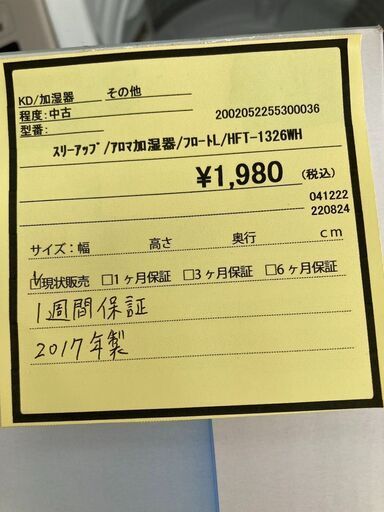 KD/加湿器 その他
程度:中古 2002052255300036
型番:
ｽﾘｰｱｯﾌﾟ/ｱﾛﾏ加湿器/ﾌﾛｰﾄL/HFT-1326WH
¥1,980 (税込)
041222
220824
サイズ:幅 高さ 奥行 cm
☑現状販売 □1ヶ月保証 □3ヶ月保証 □6ヶ月保証
1週間保証
2017年製